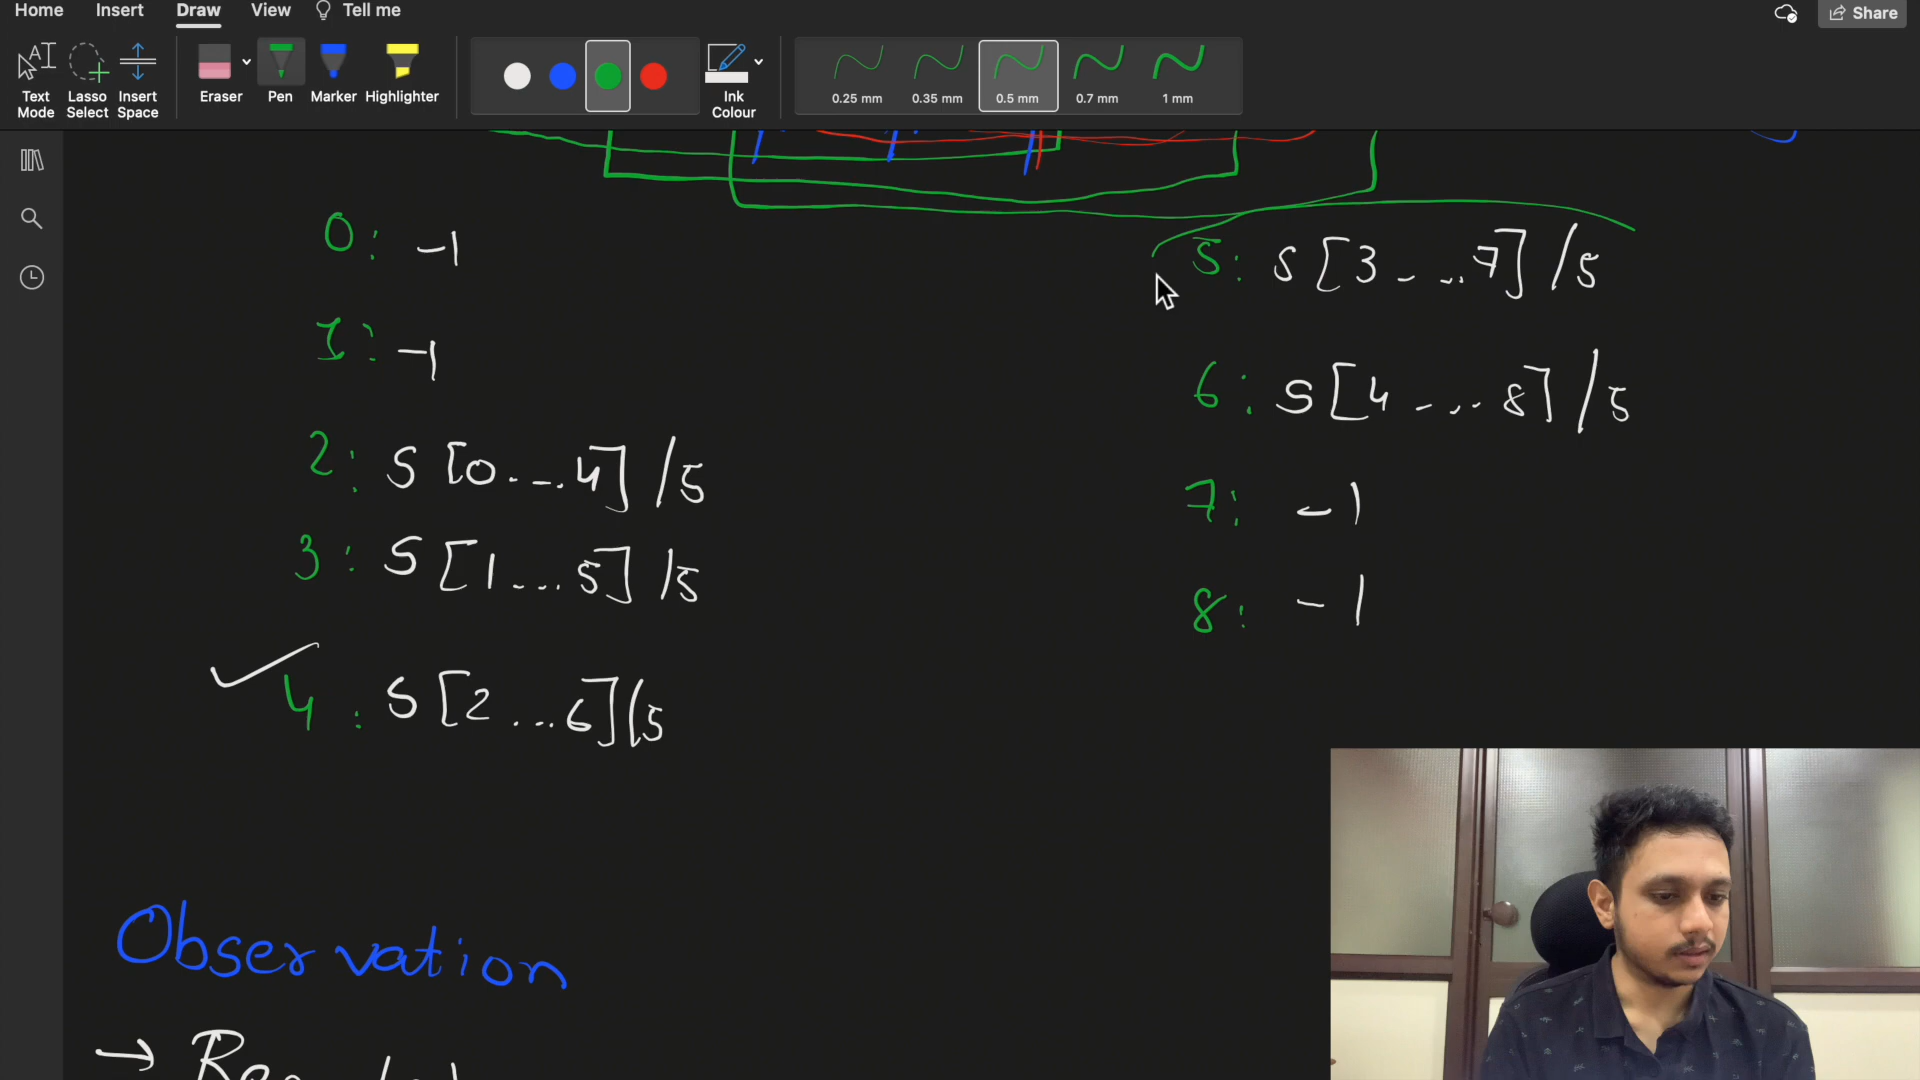 Home Insert Draw View Tell me Share
Text Mode Lasso Select Insert Space Eraser Pen Marker Highlighter Ink Colour 0.25 mm 0.35 mm 0.5 mm 0.7 mm 1 mm
0: -1
1: -1
2: S [0-...4] /5
3: S [1...5] /5
4: S [2...6] /5
5: S [3-...7] /5
6: S [4-...8] /5
7: -1
8: -1
Observation
→